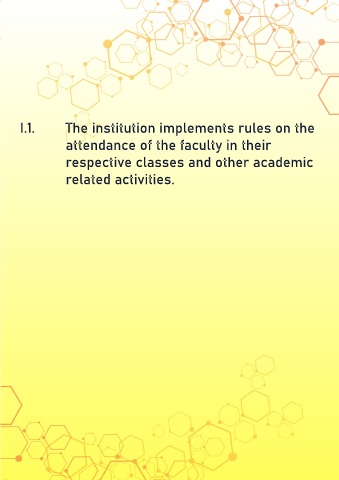 I.1. The institution implements rules on the
attendance of the faculty in their
respective classes and other academic
related activities.